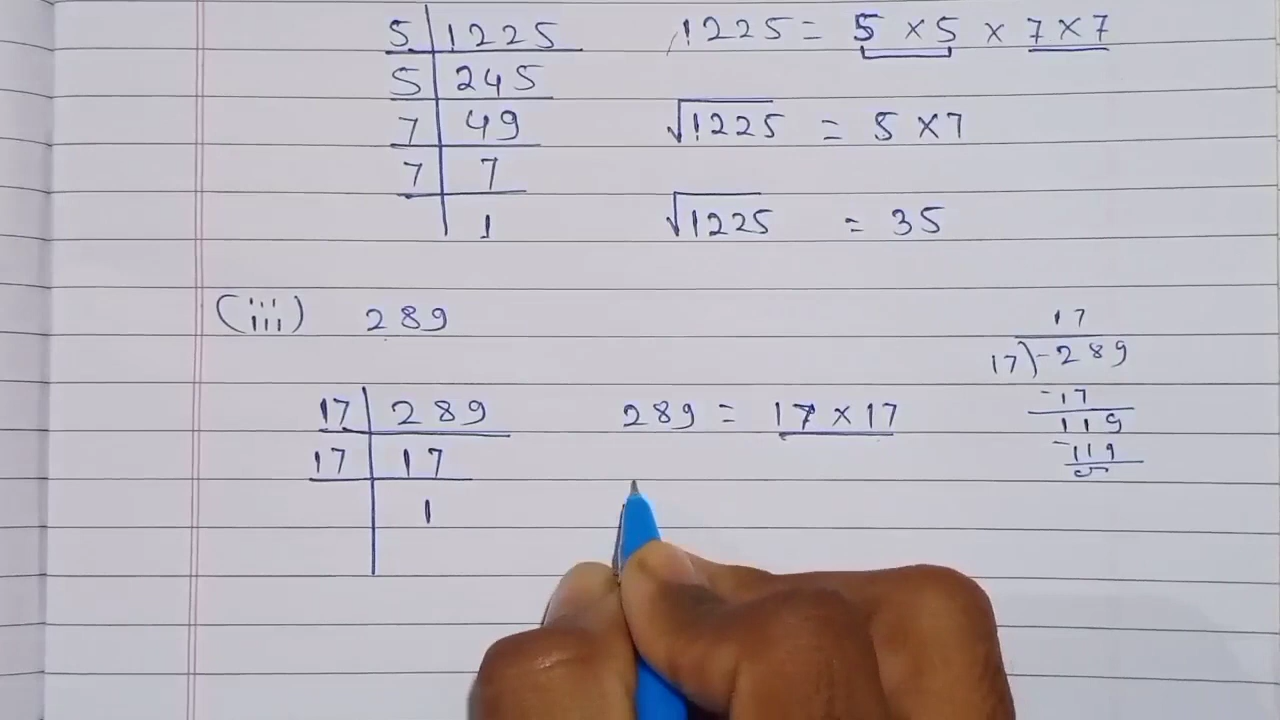 5 | 1225 1225 = 5 × 5 × 7 × 7
5 | 245
7 | 49 √1225 = 5 × 7
7 | 7
1 √1225 = 35
(iii) 289
17 | 289 289 = 17 × 17
17 | 17
1
17
17) -289
-17
119
-119
0